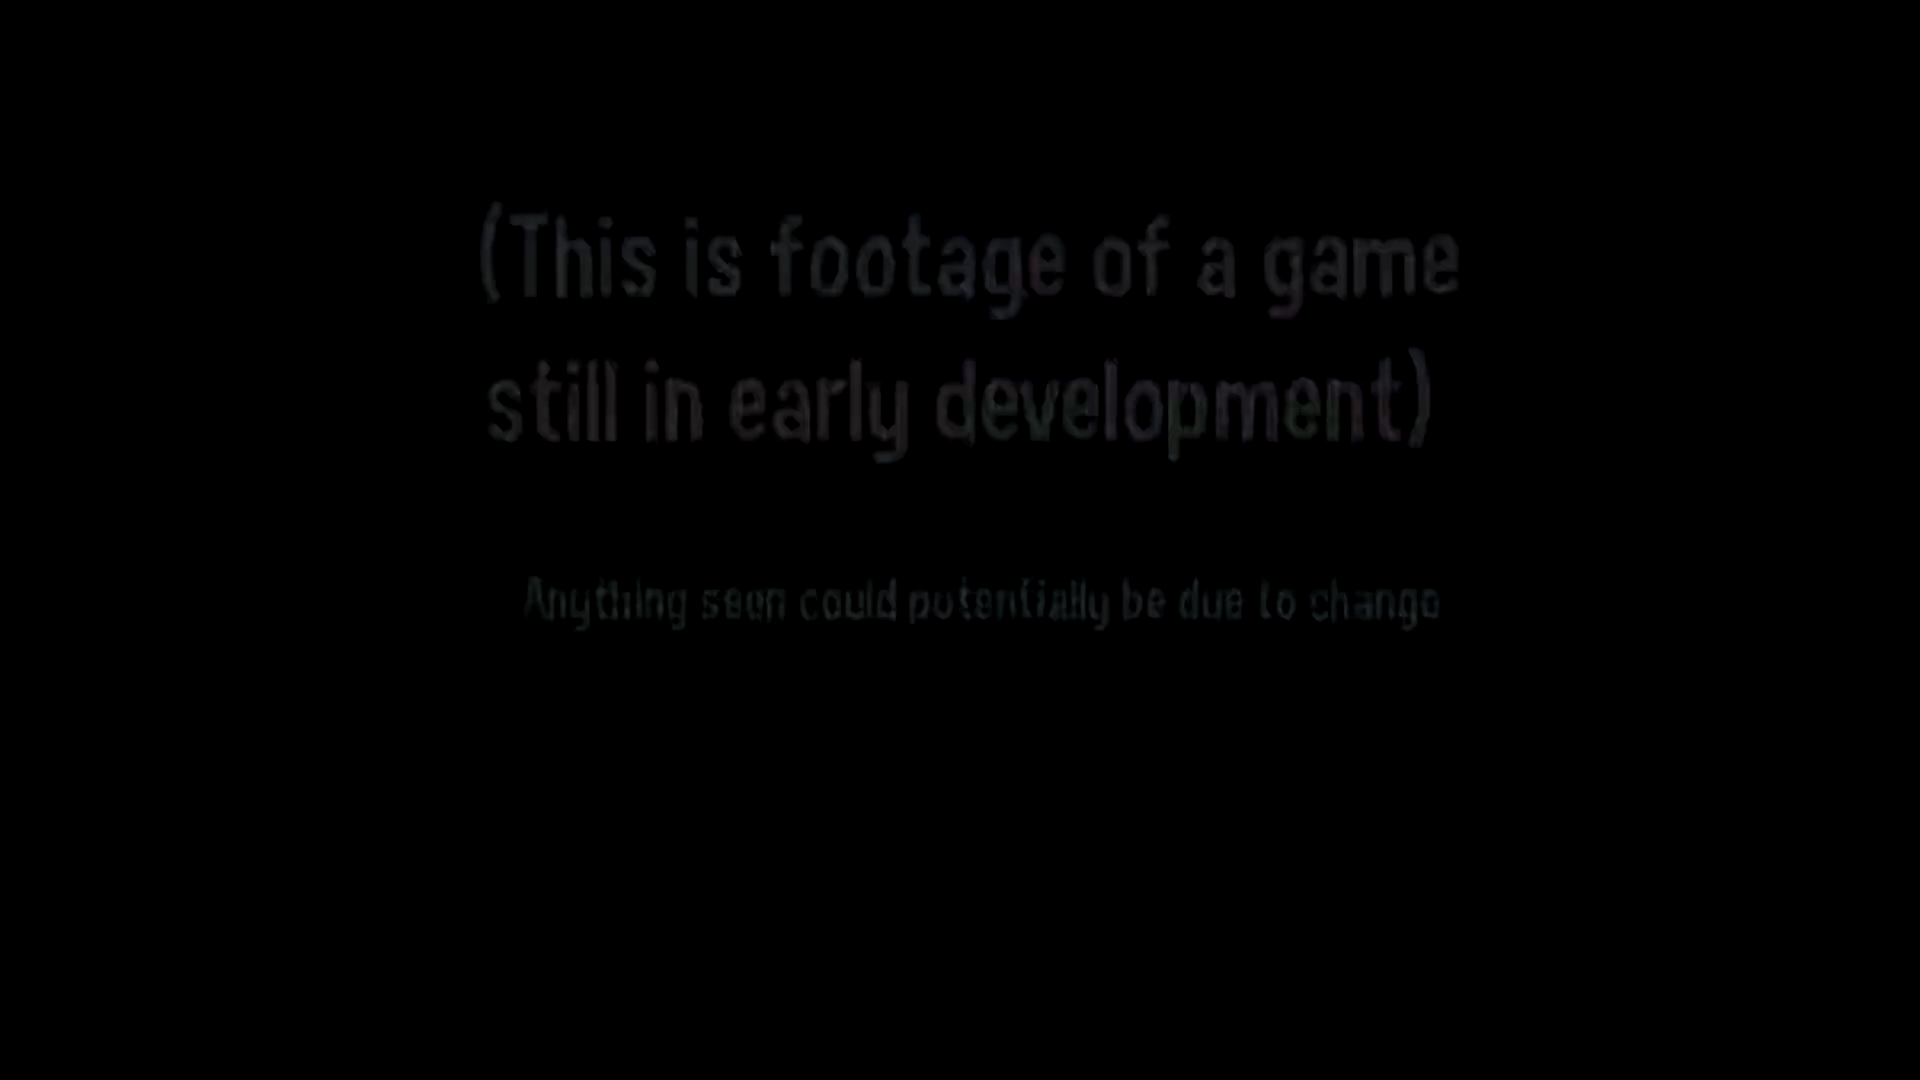 (This is footage of a game
still in early development)
Anything seen could potentially be due to change